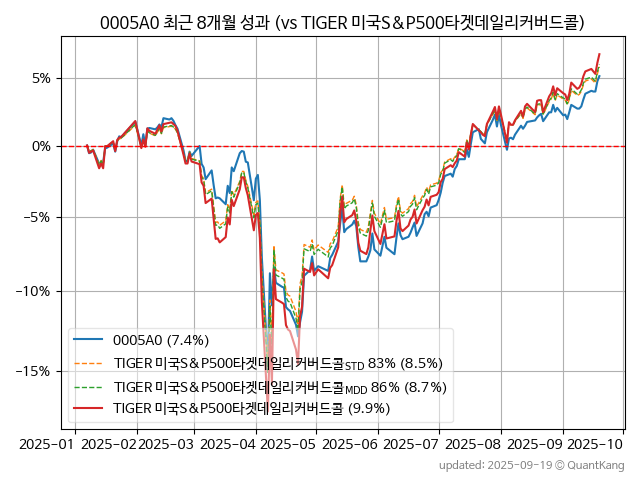 0005A0 최근 8개월 성과 (vs TIGER 미국S&P500타겟데일리커버드콜)
5%
0%
−5%
−10%
−15%
0005A0 (7.4%)
TIGER 미국S&P500타겟데일리커버드콜STD 83% (8.5%)
TIGER 미국S&P500타겟데일리커버드콜MDD 86% (8.7%)
TIGER 미국S&P500타겟데일리커버드콜 (9.9%)
2025-01 2025-02 2025-03 2025-04 2025-05 2025-06 2025-07 2025-08 2025-09 2025-10
updated: 2025-09-19 © QuantKang